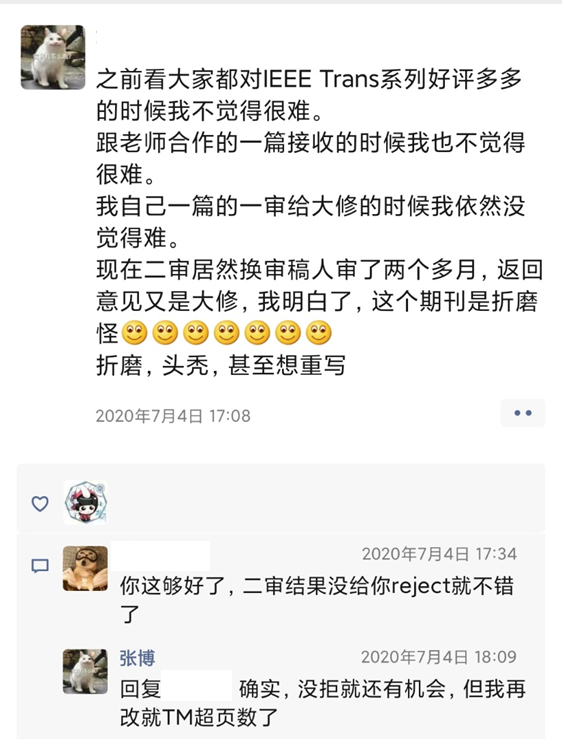 之前看大家都对IEEE Trans系列好评多多
的时候我不觉得很难。
跟老师合作的一篇接收的时候我也不觉得
很难。
我自己一篇的一审给大修的时候我依然没
觉得难。
现在二审居然换审稿人审了两个多月，返回
意见又是大修，我明白了，这个期刊是折磨
怪
折磨，头秃，甚至想重写
2020年7月4日 17:08
2020年7月4日 17:34
你这够好了，二审结果没给你reject就不错
了
张博
2020年7月4日 18:09
回复 确实，没拒就还有机会，但我再
改就TM超页数了